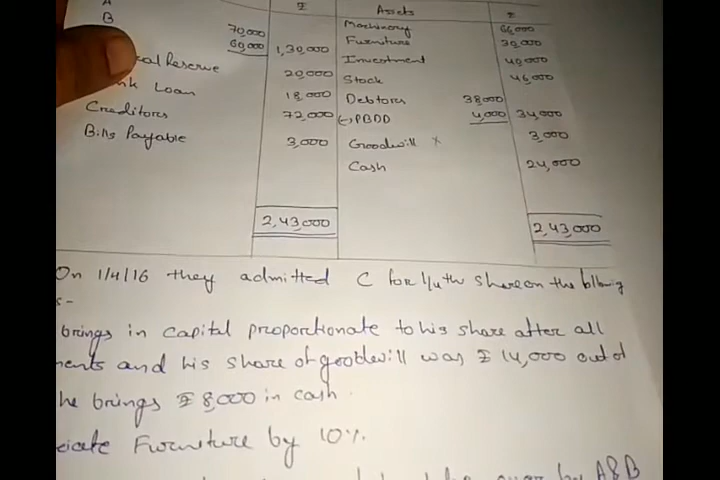 A ₹ Assets ₹
B 70,000 Machinery 66,000
60,000 1,30,000 Furniture 30,000
Reserve 20,000 Investment 40,000
Loan 18,000 Stock 46,000
Creditors 72,000 Debtors 38,000
Bills Payable 3,000 (-) PBDD 4,000 34,000
Goodwill × 3,000
Cash 24,000
2,43,000 2,43,000
On 1/4/16 they admitted C for 1/4th share on the following
s:-
brings in capital proportionate to his share after all
ments and his share of goodwill was ₹ 14,000 out of
he brings ₹ 8,000 in cash.
eciate Furniture by 10%.
by A&B